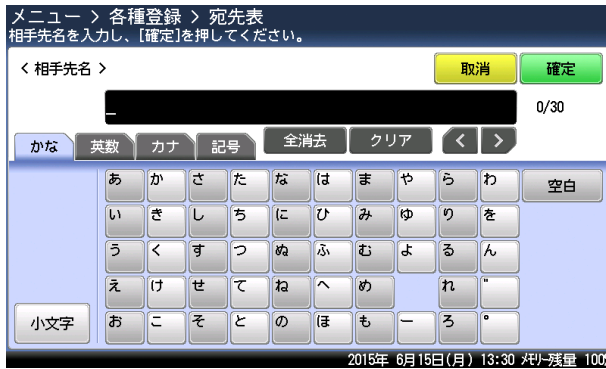 メニュー > 各種登録 > 宛先表
相手先名を入力し、[確定]を押してください。
< 相手先名 >
取消
確定
_
0/30
かな 英数 カナ 記号 全消去 クリア < >
あ か さ た な は ま や ら わ 空白
い き し ち に ひ み ゆ り を
う く す つ ぬ ふ む よ る ん
え け せ て ね へ め れ ゛
小文字 お こ そ と の ほ も ー ろ ゜
2015年 6月15日(月) 13:30 メモリー残量 100%